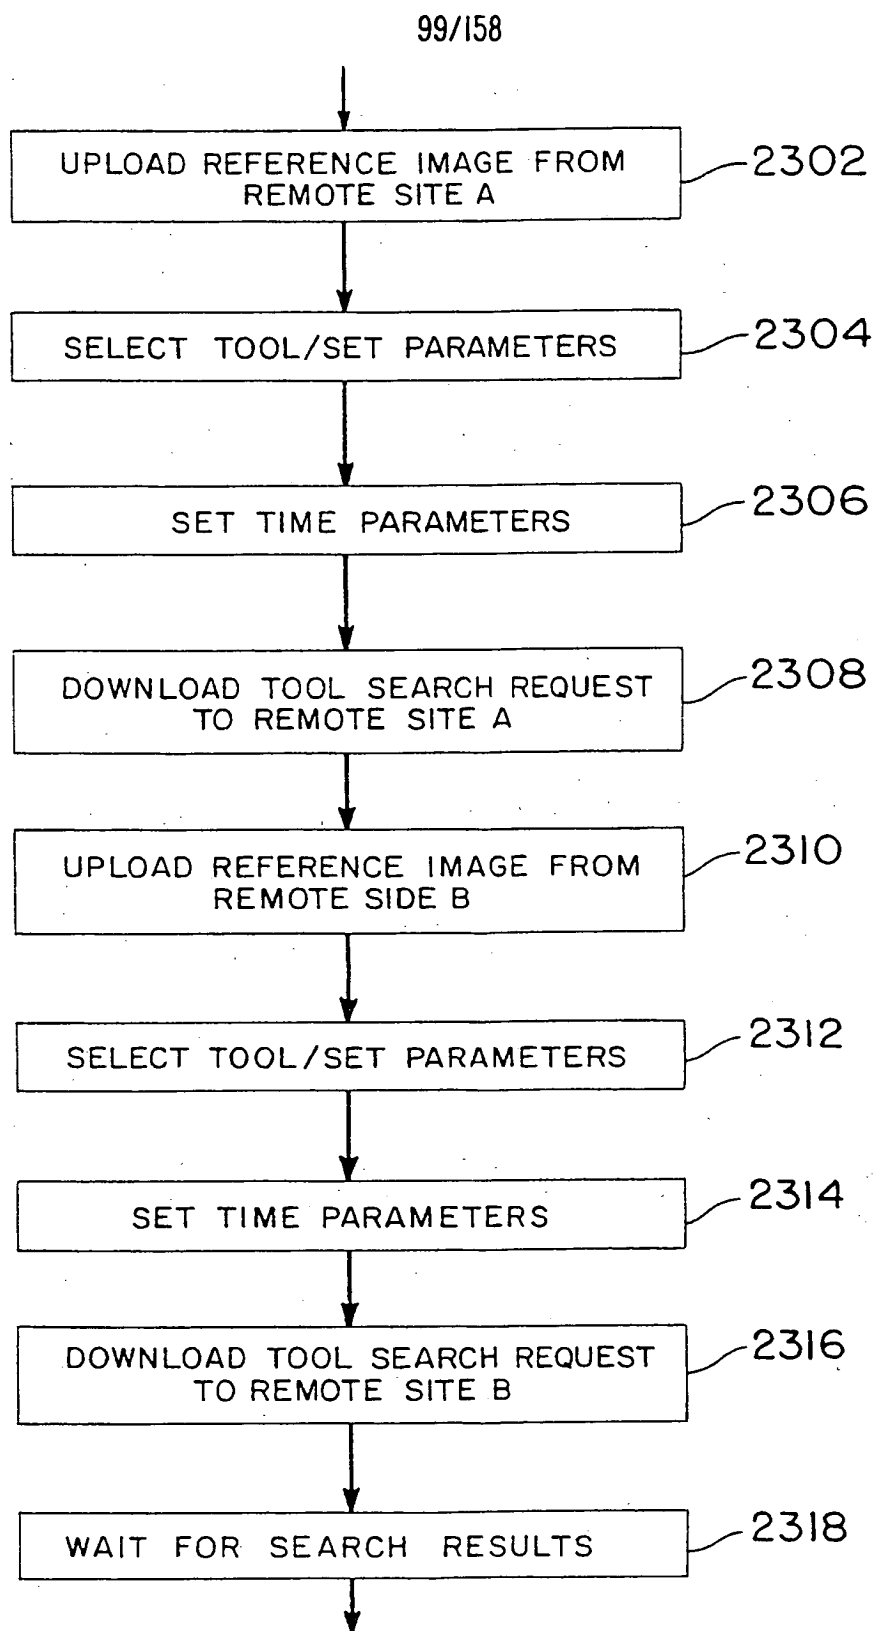 99/158
UPLOAD REFERENCE IMAGE FROM
REMOTE SITE A
2302
SELECT TOOL/SET PARAMETERS
2304
SET TIME PARAMETERS
2306
DOWNLOAD TOOL SEARCH REQUEST
TO REMOTE SITE A
2308
UPLOAD REFERENCE IMAGE FROM
REMOTE SIDE B
2310
SELECT TOOL/SET PARAMETERS
2312
SET TIME PARAMETERS
2314
DOWNLOAD TOOL SEARCH REQUEST
TO REMOTE SITE B
2316
WAIT FOR SEARCH RESULTS
2318